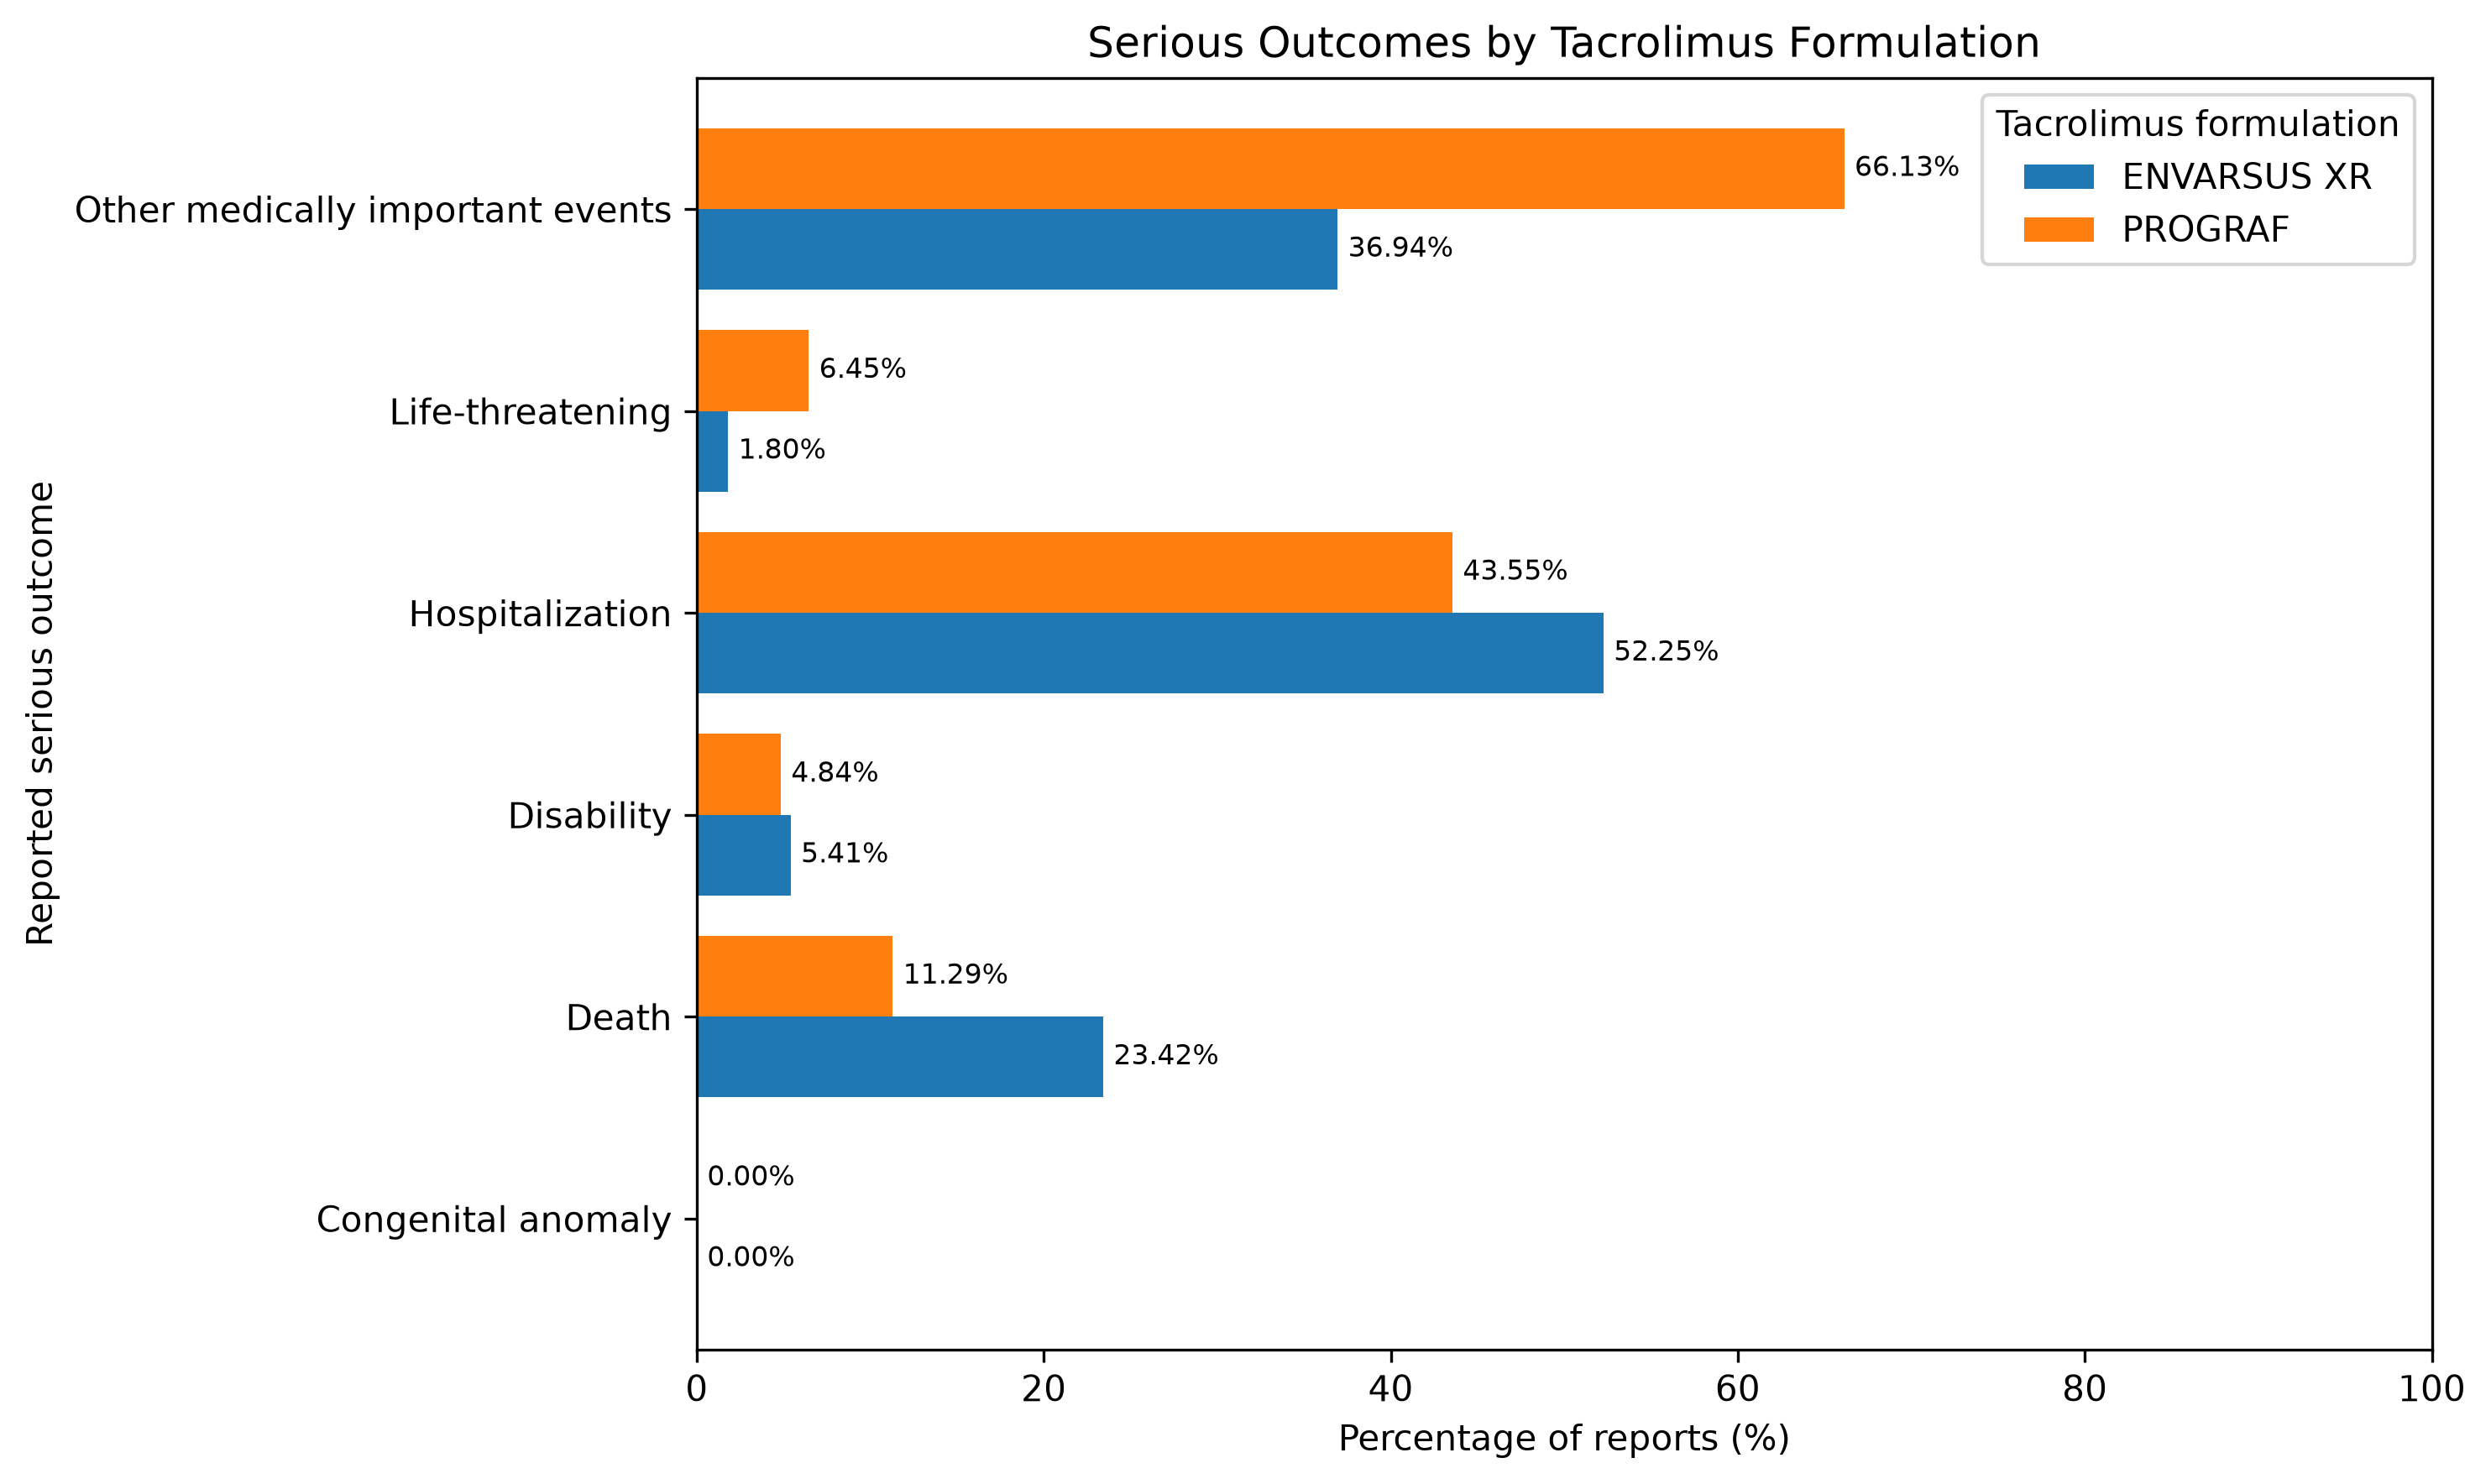 Serious Outcomes by Tacrolimus Formulation
Tacrolimus formulation
ENVARSUS XR
PROGRAF
Reported serious outcome
Other medically important events
66.13%
36.94%
Life-threatening
6.45%
1.80%
Hospitalization
43.55%
52.25%
Disability
4.84%
5.41%
Death
11.29%
23.42%
Congenital anomaly
0.00%
0.00%
0 20 40 60 80 100
Percentage of reports (%)